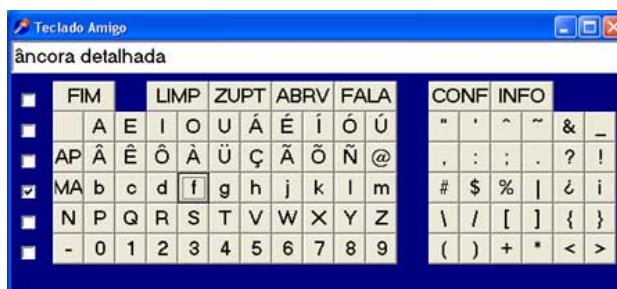 Teclado Amigo
âncora detalhada
FIM LIMP ZUPT ABRV FALA CONF INFO
A E I O U Á É Í Ó Ú " ' ^ ~ & _
AP Â Ê Ô À Ü Ç Ã Õ Ñ @ , : ; . ? !
MA b c d f g h j k l m # $ % | ¿ i
N P Q R S T V W X Y Z \ / [ ] { }
- 0 1 2 3 4 5 6 7 8 9 ( ) + * < >